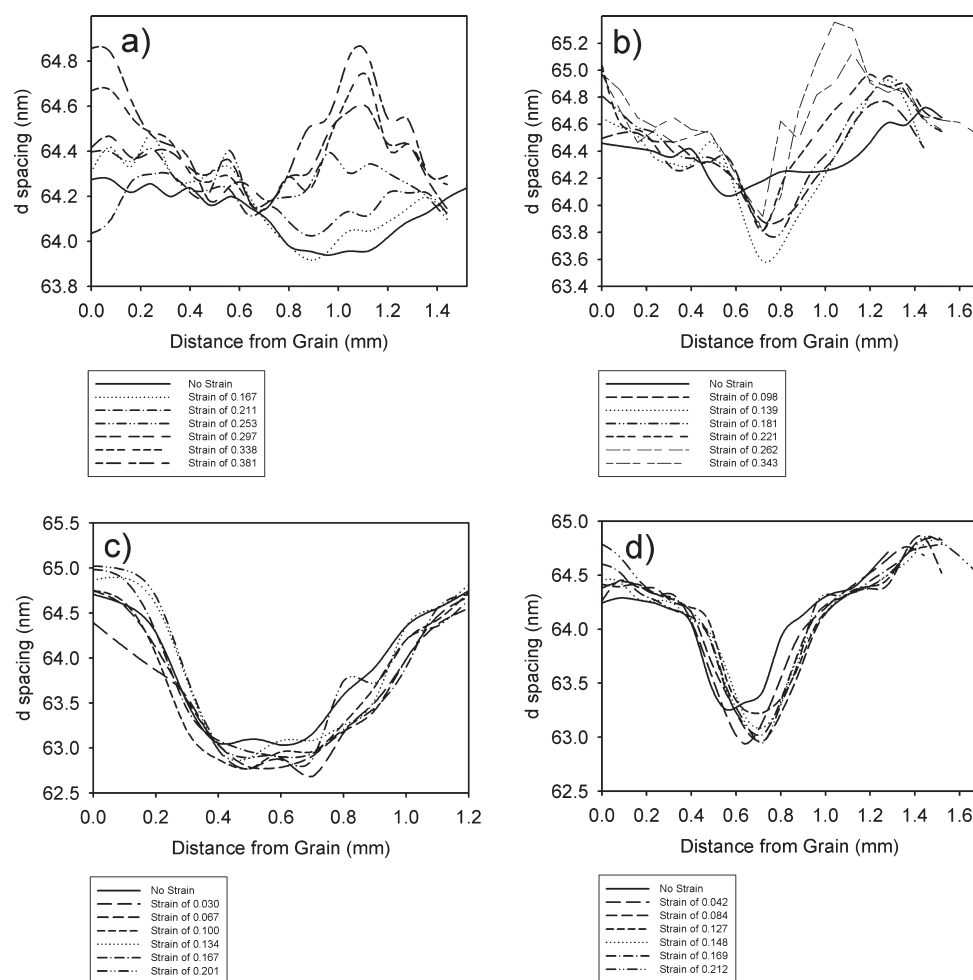 a)
64.8
64.6
64.4
64.2
64.0
63.8
d spacing (nm)
0.0 0.2 0.4 0.6 0.8 1.0 1.2 1.4
Distance from Grain (mm)
No Strain
Strain of 0.167
Strain of 0.211
Strain of 0.253
Strain of 0.297
Strain of 0.338
Strain of 0.381
b)
65.2
65.0
64.8
64.6
64.4
64.2
64.0
63.8
63.6
63.4
d spacing (nm)
0.0 0.2 0.4 0.6 0.8 1.0 1.2 1.4 1.6
Distance from Grain (mm)
No Strain
Strain of 0.098
Strain of 0.139
Strain of 0.181
Strain of 0.221
Strain of 0.262
Strain of 0.343
c)
65.5
65.0
64.5
64.0
63.5
63.0
62.5
d spacing (nm)
0.0 0.2 0.4 0.6 0.8 1.0 1.2
Distance from Grain (mm)
No Strain
Strain of 0.030
Strain of 0.067
Strain of 0.100
Strain of 0.134
Strain of 0.167
Strain of 0.201
d)
65.0
64.5
64.0
63.5
63.0
62.5
d spacing (nm)
0.0 0.2 0.4 0.6 0.8 1.0 1.2 1.4 1.6
Distance from Grain (mm)
No Strain
Strain of 0.042
Strain of 0.084
Strain of 0.127
Strain of 0.148
Strain of 0.169
Strain of 0.212